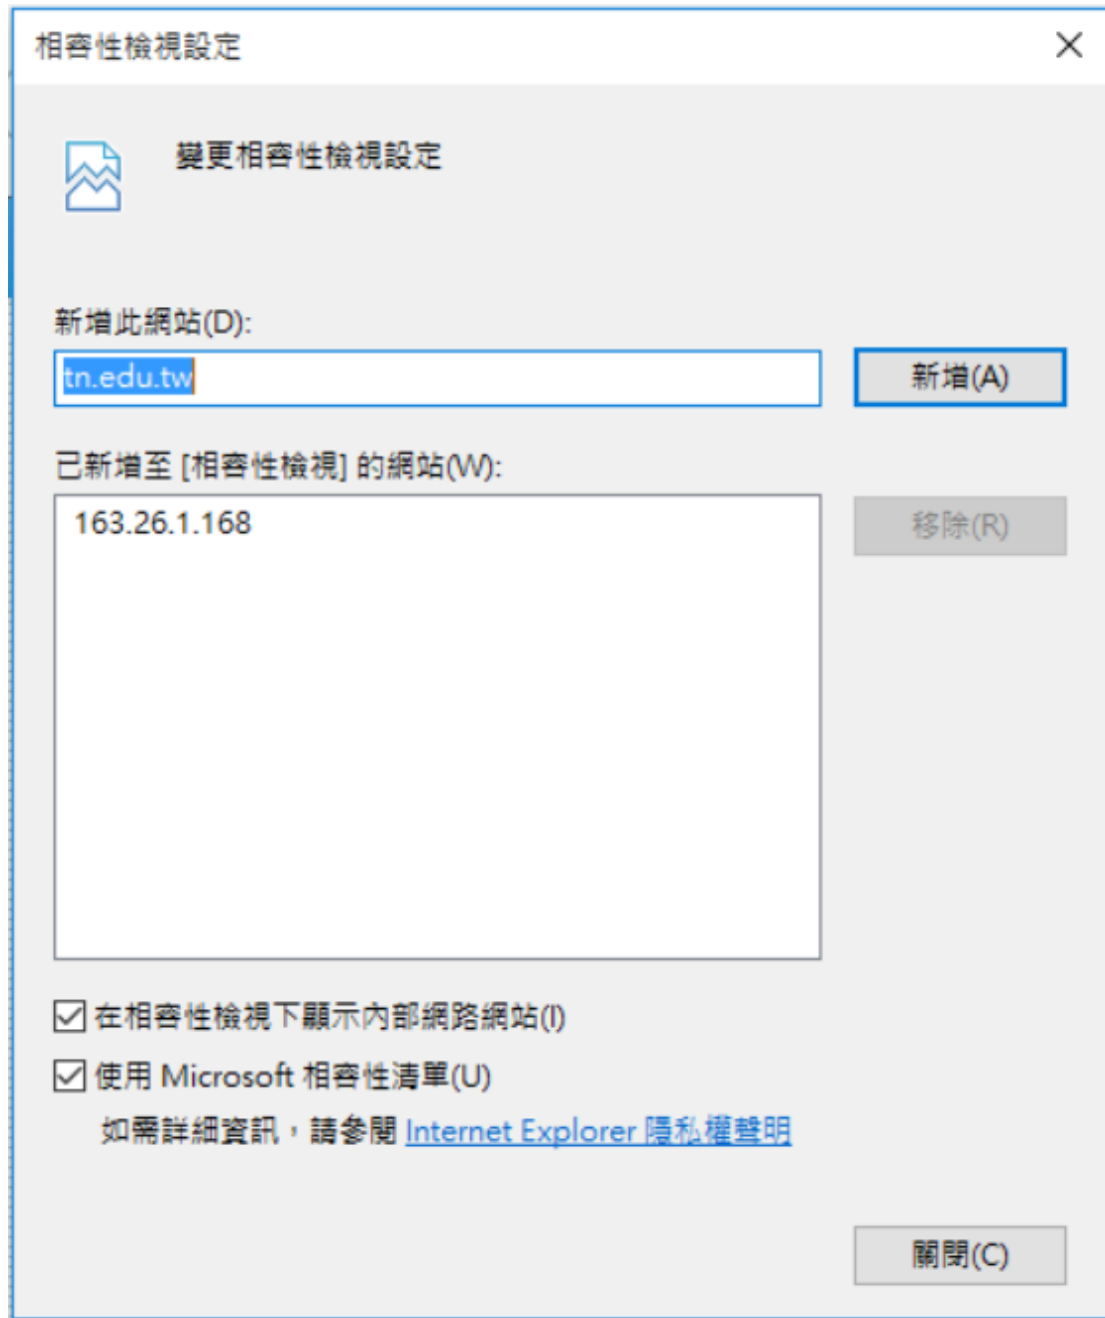 相容性檢視設定
變更相容性檢視設定
新增此網站(D):
tn.edu.tw
新增(A)
已新增至 [相容性檢視] 的網站(W):
163.26.1.168
移除(R)
在相容性檢視下顯示內部網路網站(I)
使用 Microsoft 相容性清單(U)
如需詳細資訊，請參閱 Internet Explorer 隱私權聲明
關閉(C)